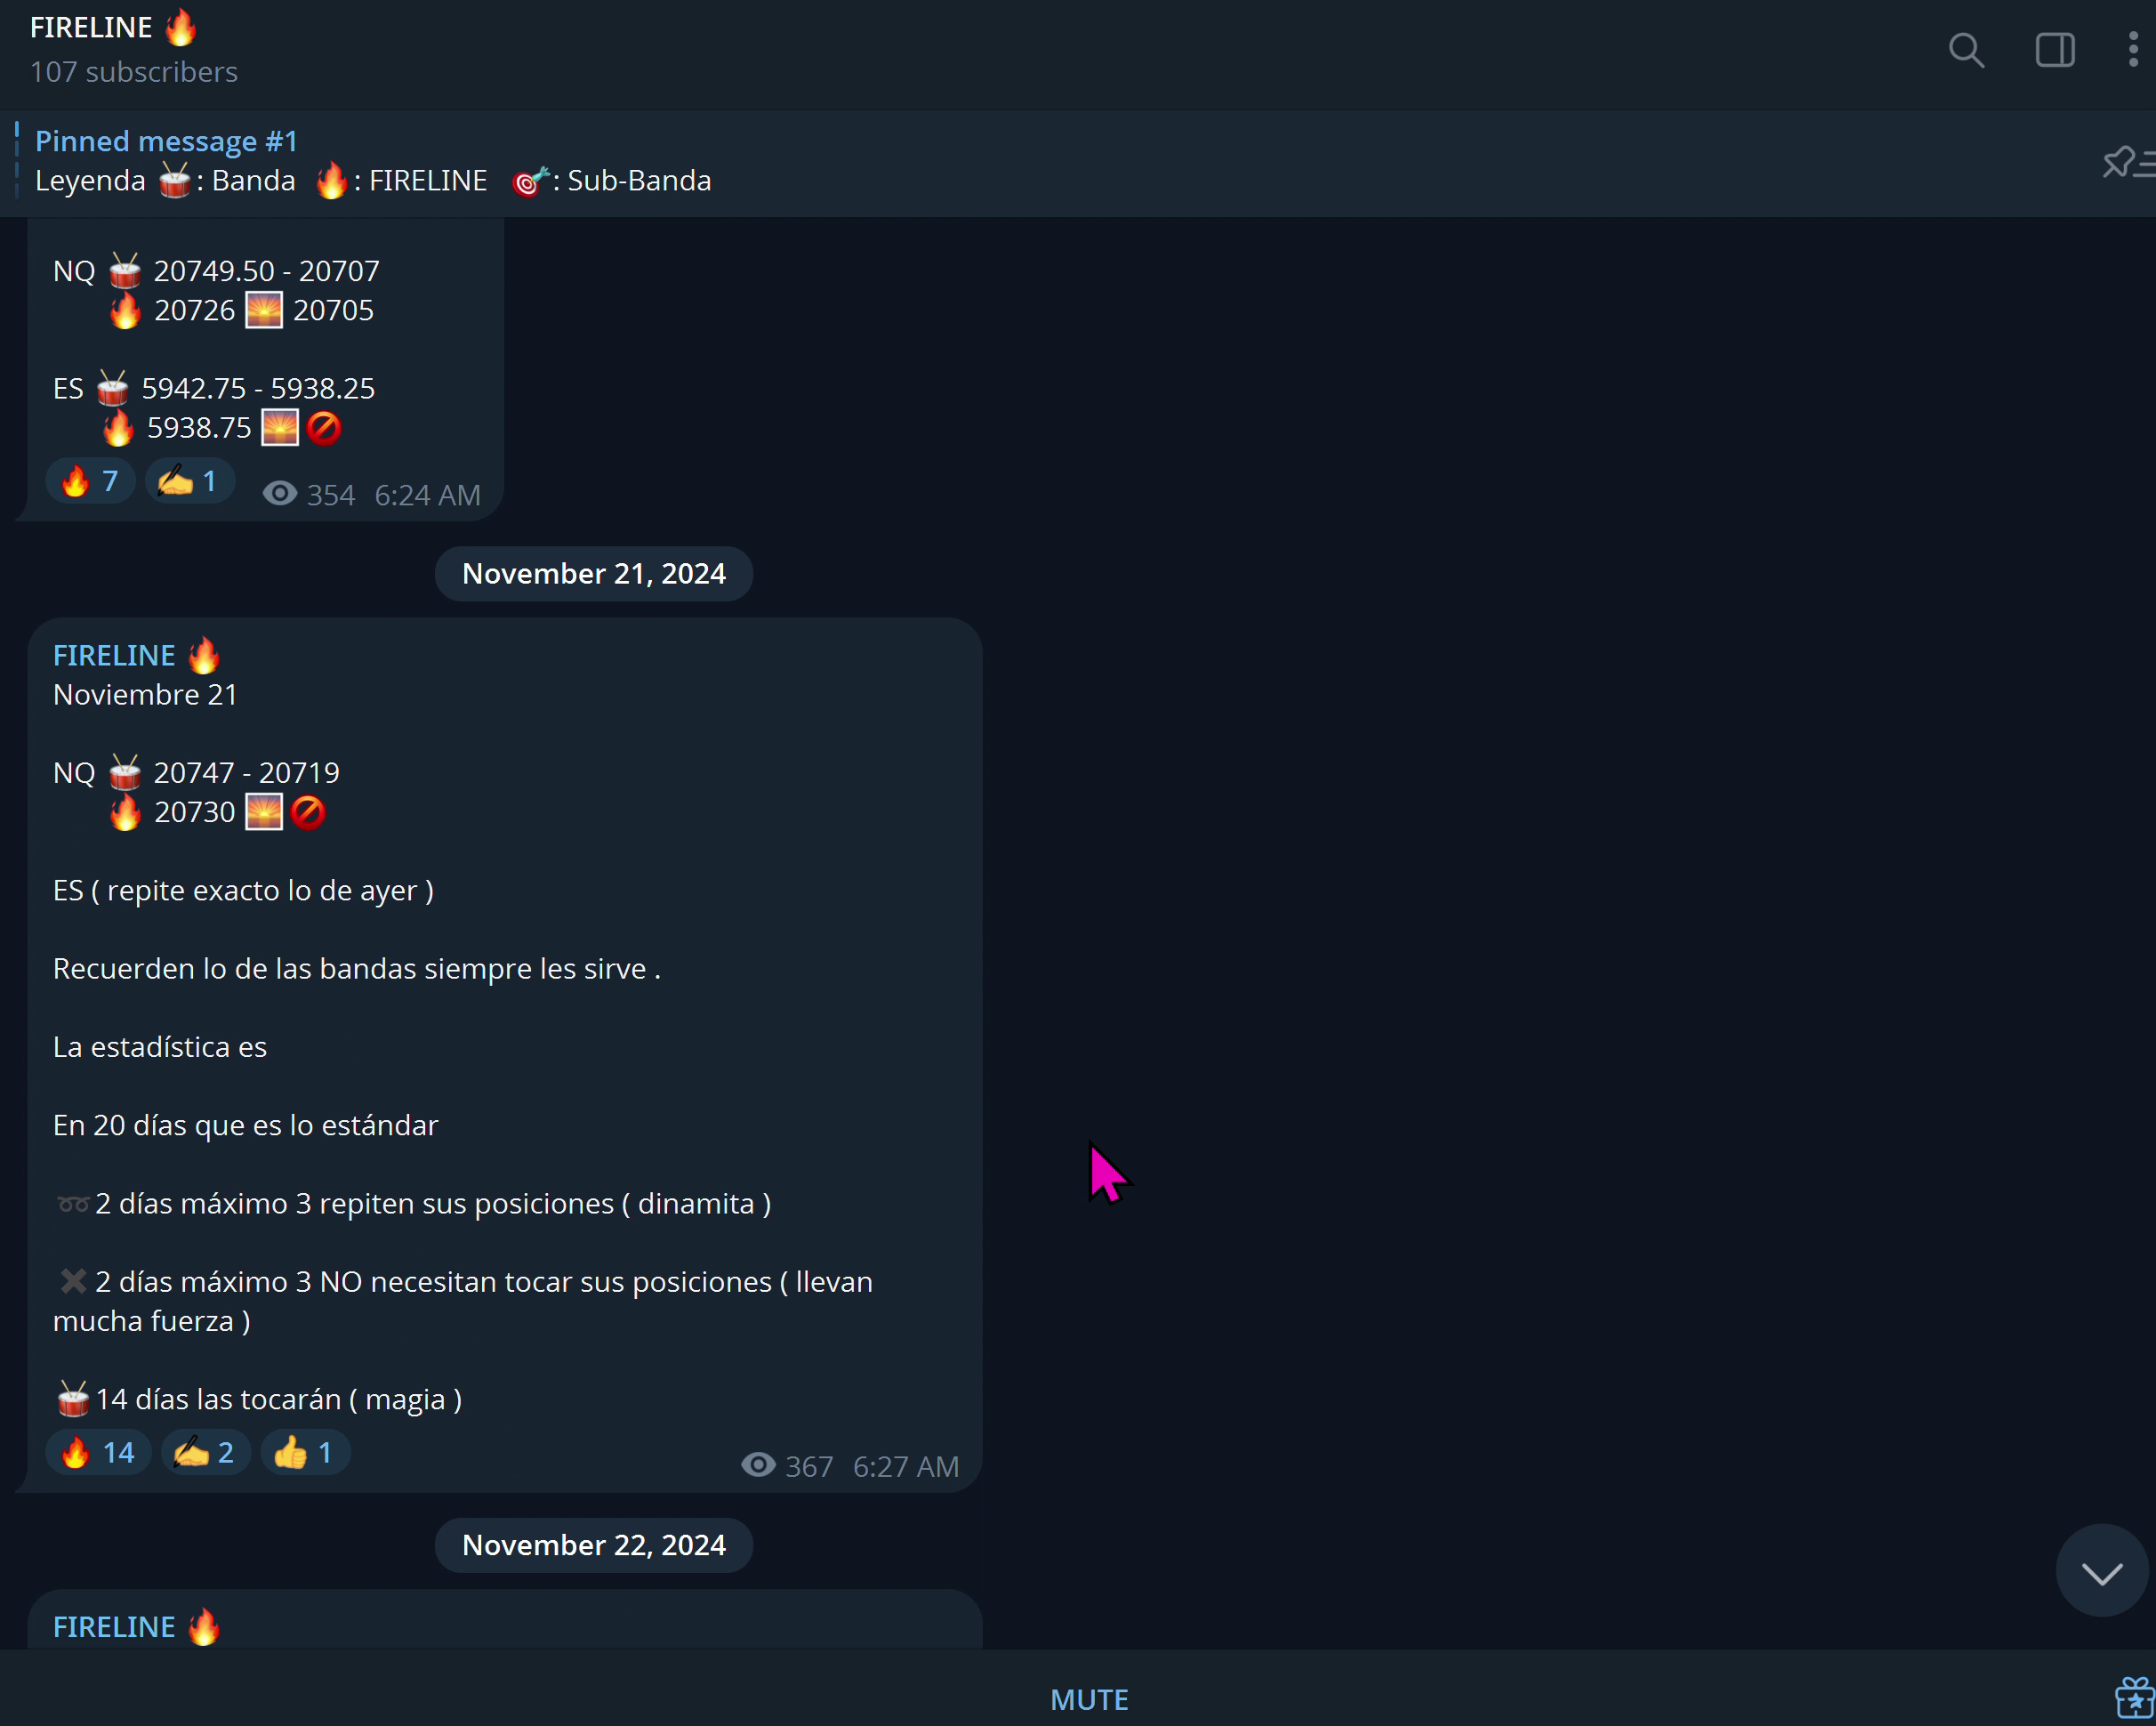 FIRELINE 🔥
107 subscribers
Pinned message #1
Leyenda 🥁: Banda 🔥: FIRELINE 🎯: Sub-Banda
NQ 🥁 20749.50 - 20707
🔥 20726 🌅 20705
ES 🥁 5942.75 - 5938.25
🔥 5938.75 🌅🚫
🔥 7 ✍️ 1 354 6:24 AM
November 21, 2024
FIRELINE 🔥
Noviembre 21
NQ 🥁 20747 - 20719
🔥 20730 🌅🚫
ES ( repite exacto lo de ayer )
Recuerden lo de las bandas siempre les sirve .
La estadística es
En 20 días que es lo estándar
➿2 días máximo 3 repiten sus posiciones ( dinamita )
✖️2 días máximo 3 NO necesitan tocar sus posiciones ( llevan
mucha fuerza )
🥁14 días las tocarán ( magia )
🔥 14 ✍️ 2 👍 1 367 6:27 AM
November 22, 2024
FIRELINE 🔥
MUTE